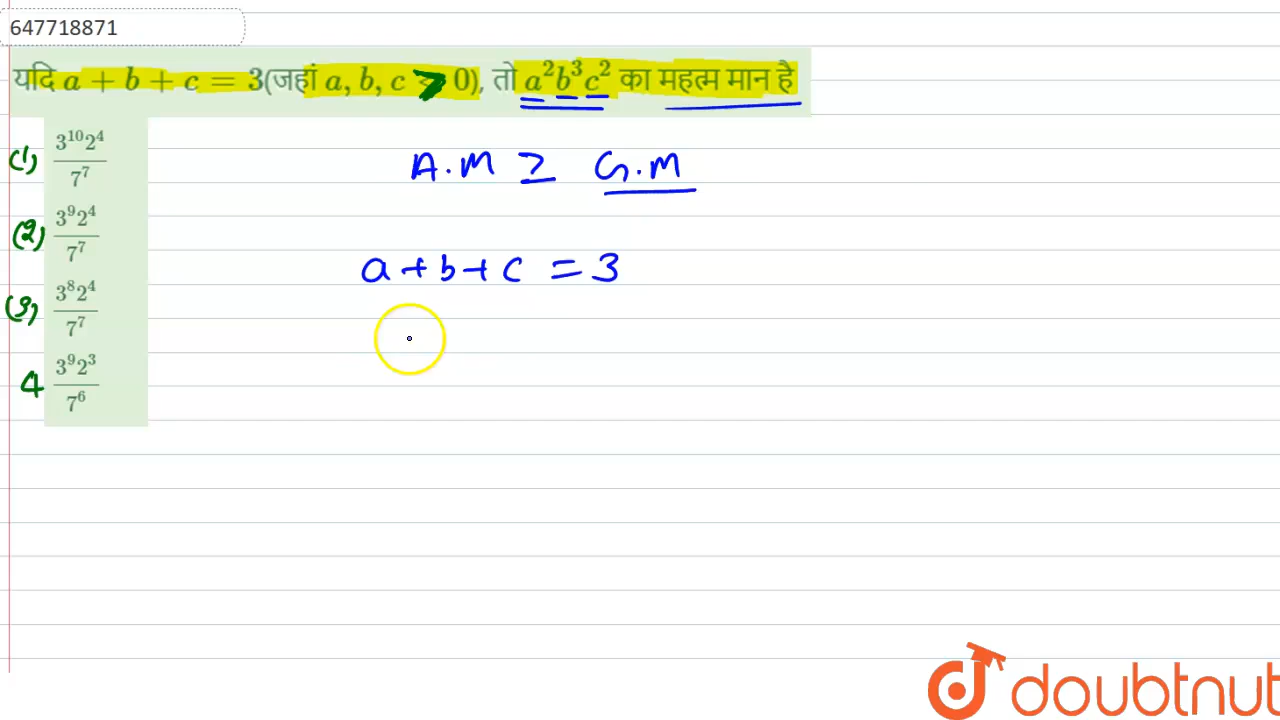 647718871
यदि a + b + c = 3(जहां a, b, c > 0), तो a²b³c² का महत्म मान है
(1) 3¹⁰2⁴/7⁷
(2) 3⁹2⁴/7⁷
(3) 3⁸2⁴/7⁷
4 3⁹2³/7⁶
A.M ≥ G.M
a+b+c = 3
doubtnut